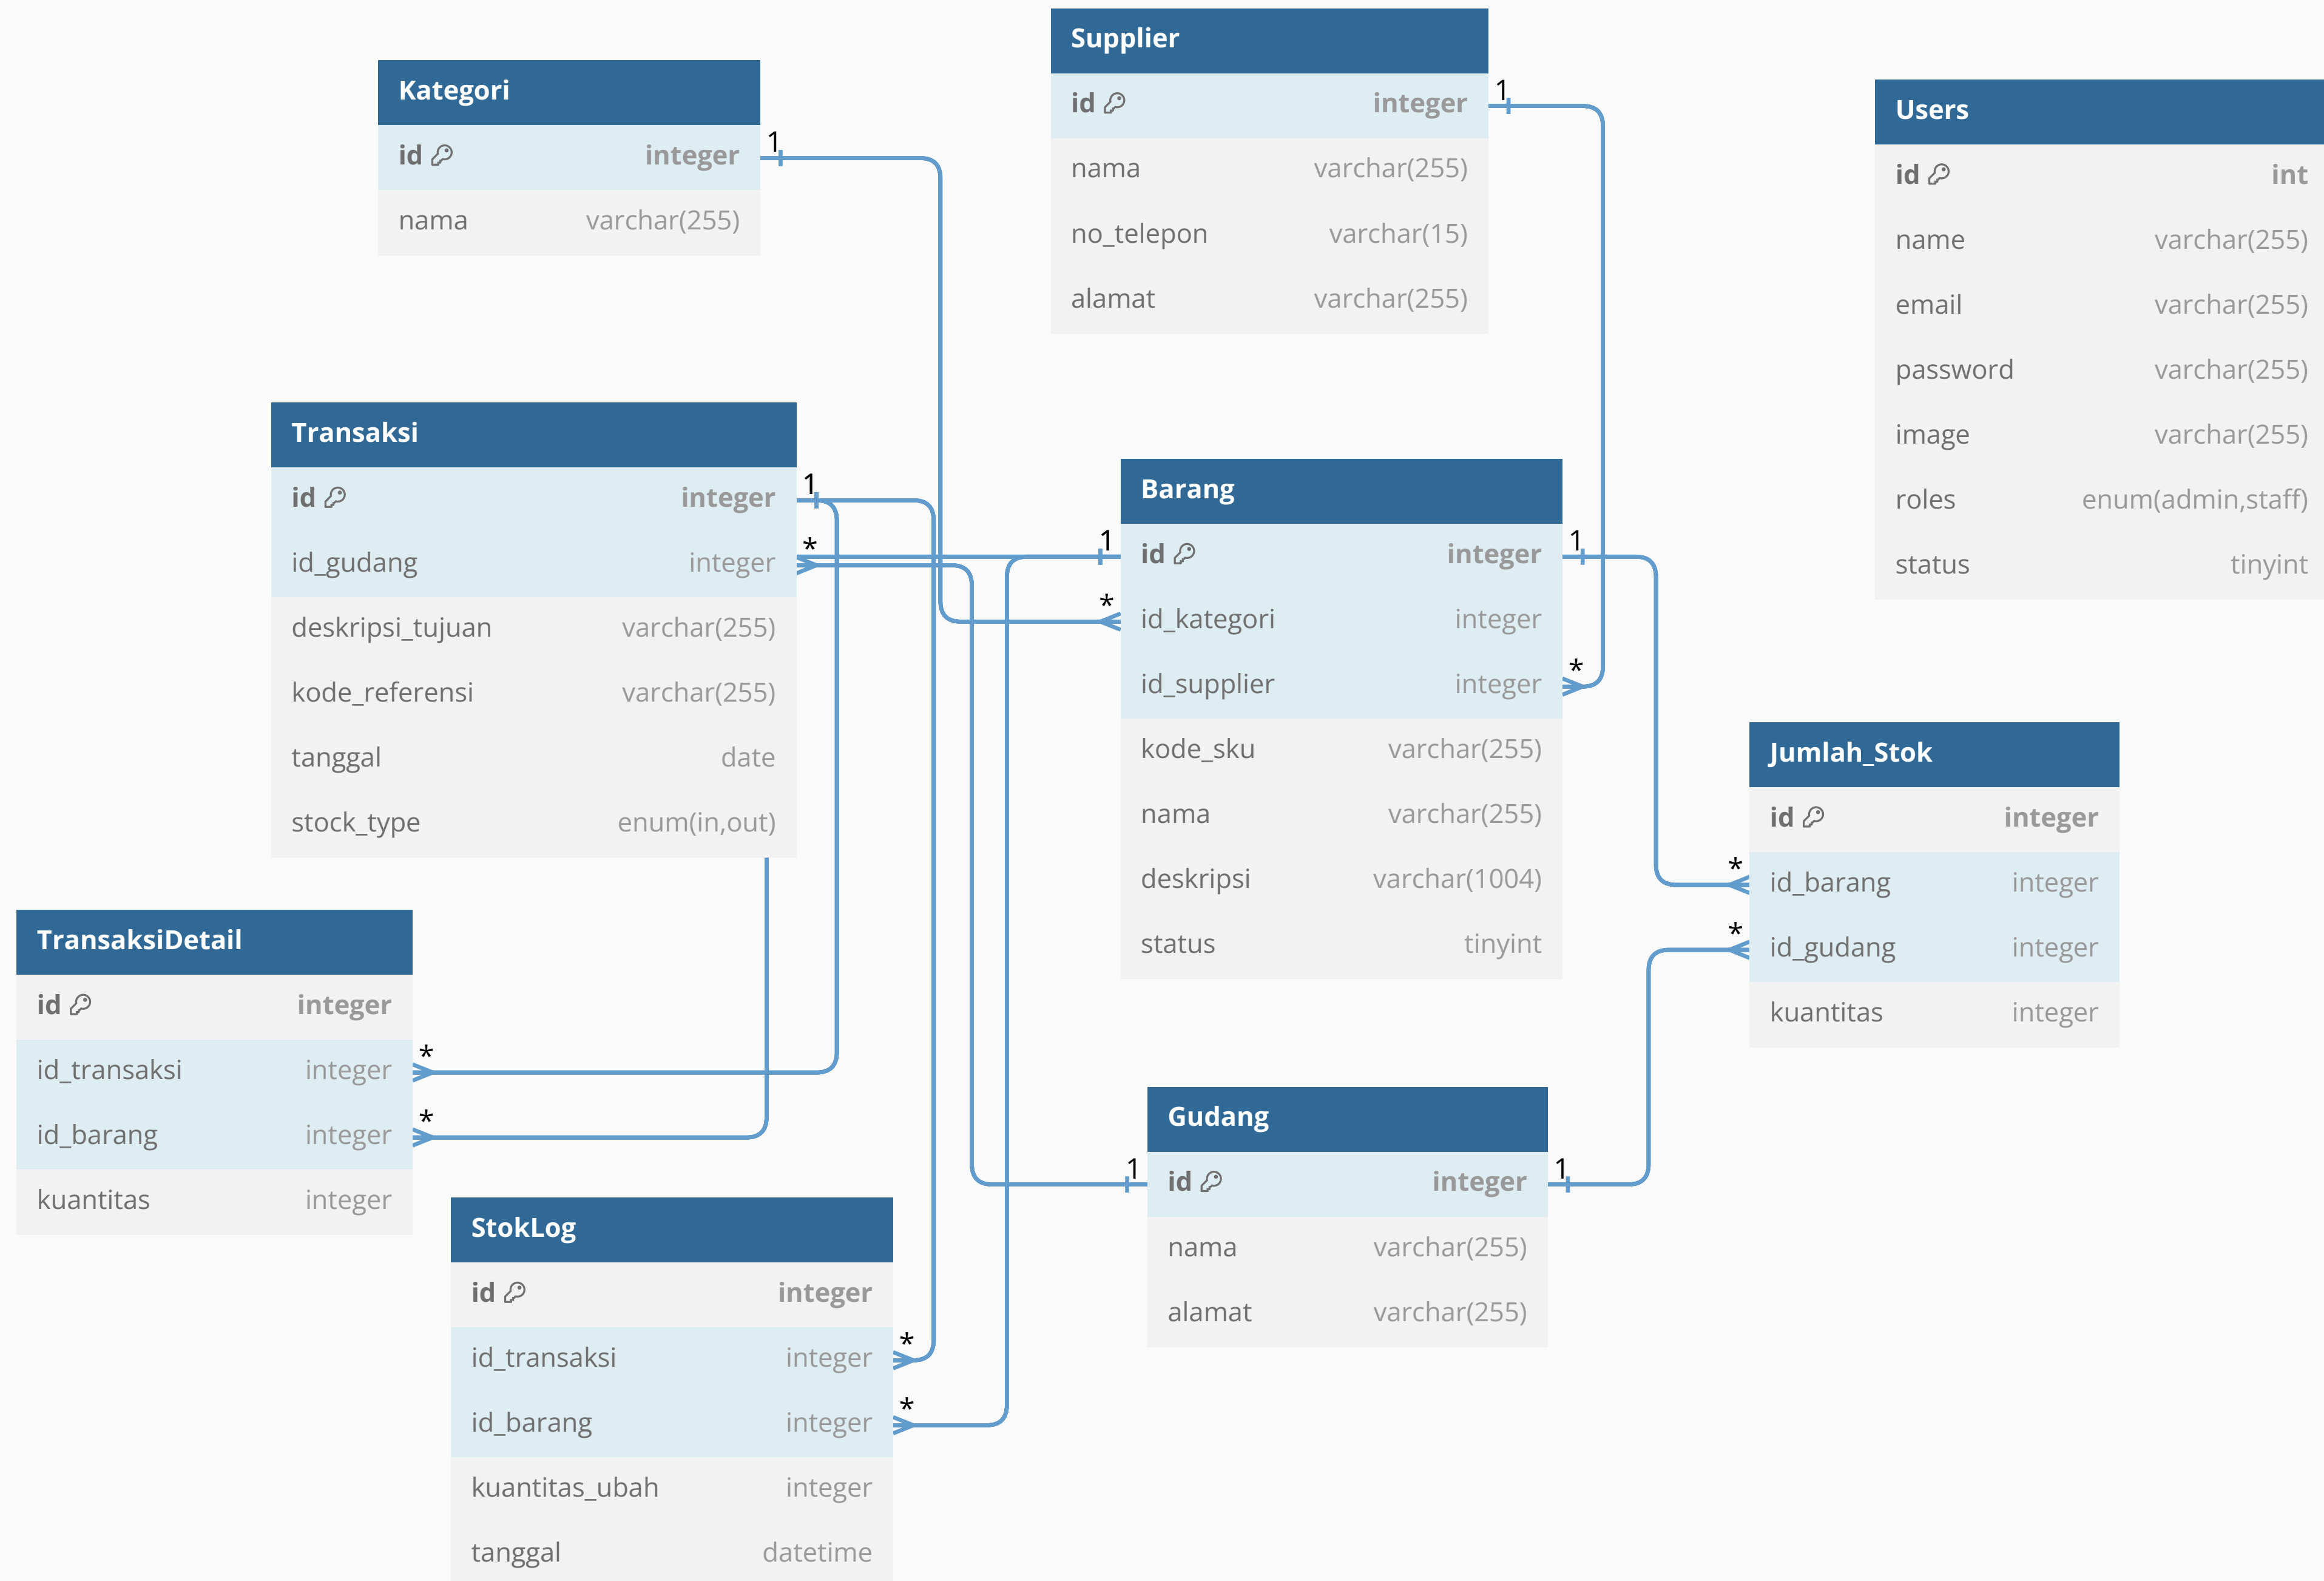 Kategori
id integer
nama varchar(255)
Supplier
id integer
nama varchar(255)
no_telepon varchar(15)
alamat varchar(255)
Users
id int
name varchar(255)
email varchar(255)
password varchar(255)
image varchar(255)
roles enum(admin,staff)
status tinyint
Transaksi
id integer
id_gudang integer
deskripsi_tujuan varchar(255)
kode_referensi varchar(255)
tanggal date
stock_type enum(in,out)
Barang
id integer
id_kategori integer
id_supplier integer
kode_sku varchar(255)
nama varchar(255)
deskripsi varchar(1004)
status tinyint
Jumlah_Stok
id integer
id_barang integer
id_gudang integer
kuantitas integer
TransaksiDetail
id integer
id_transaksi integer
id_barang integer
kuantitas integer
Gudang
id integer
nama varchar(255)
alamat varchar(255)
StokLog
id integer
id_transaksi integer
id_barang integer
kuantitas_ubah integer
tanggal datetime
1
1
1
*
1
1
*
*
*
*
*
*
1
1
*
*